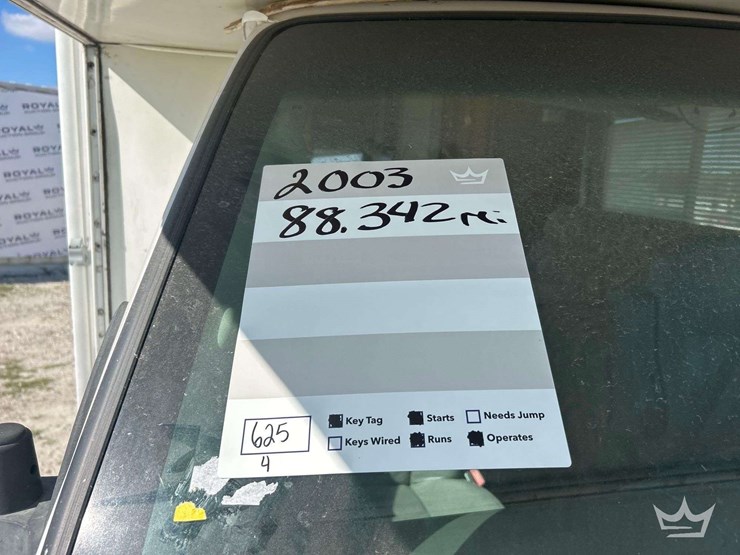 2003
88.342 mi
Key Tag Starts Needs Jump
Keys Wired Runs Operates
625
4
ROYAL
ROYAL
ROYAL
ROYAL
ROYAL